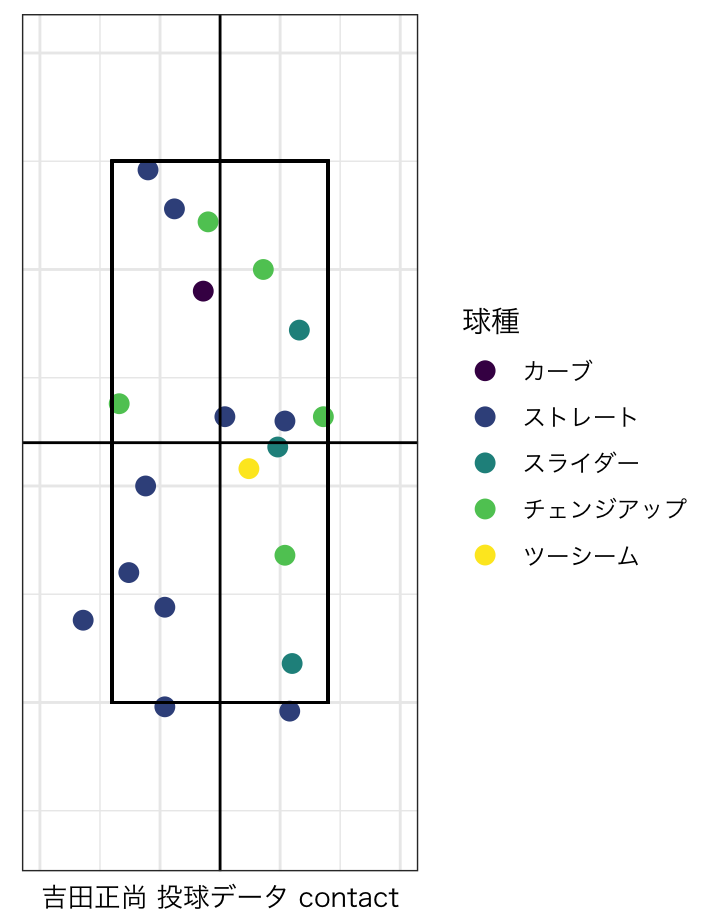 球種
カーブ
ストレート
スライダー
チェンジアップ
ツーシーム
吉田正尚 投球データ contact